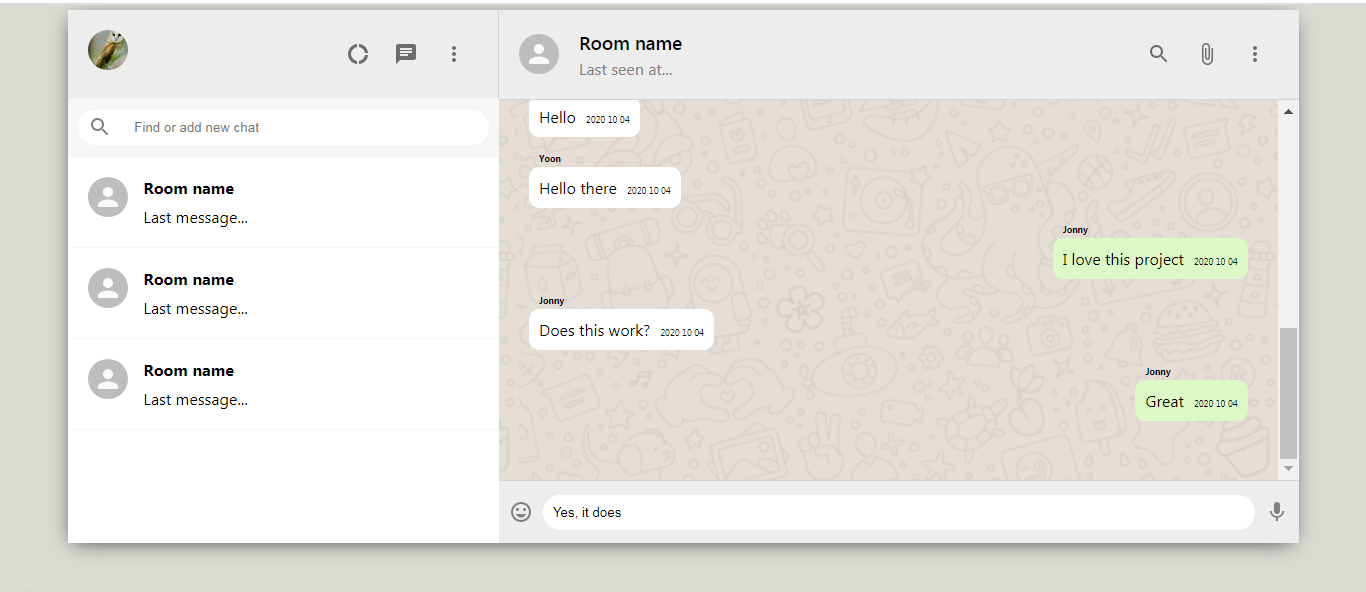 Room name
Last seen at...
Find or add new chat
Room name
Last message...
Room name
Last message...
Room name
Last message...
Hello 2020 10 04
Yoon
Hello there 2020 10 04
Jonny
I love this project 2020 10 04
Jonny
Does this work? 2020 10 04
Jonny
Great 2020 10 04
Yes, it does